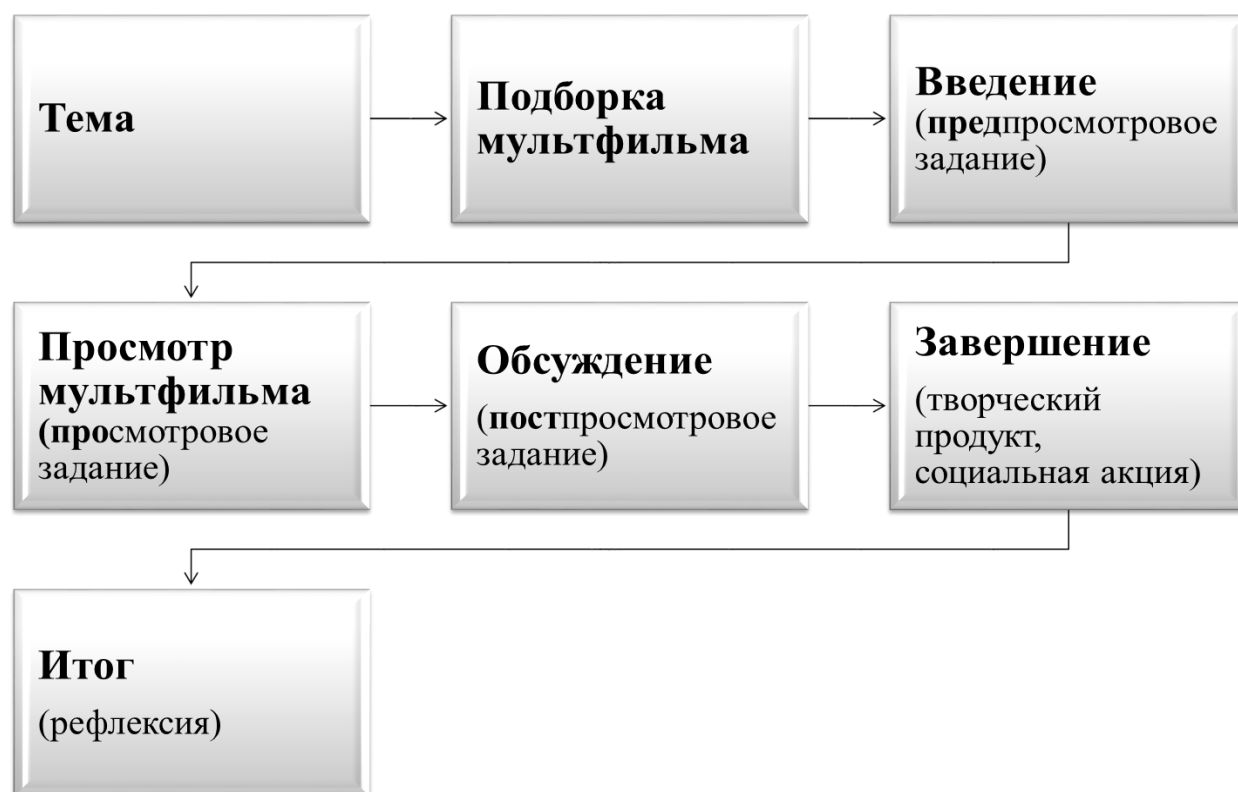 Тема
Подборка
мультфильма
Введение
(предпросмотровое
задание)
Просмотр
мультфильма
(просмотровое
задание)
Обсуждение
(постпросмотровое
задание)
Завершение
(творческий
продукт,
социальная акция)
Итог
(рефлексия)